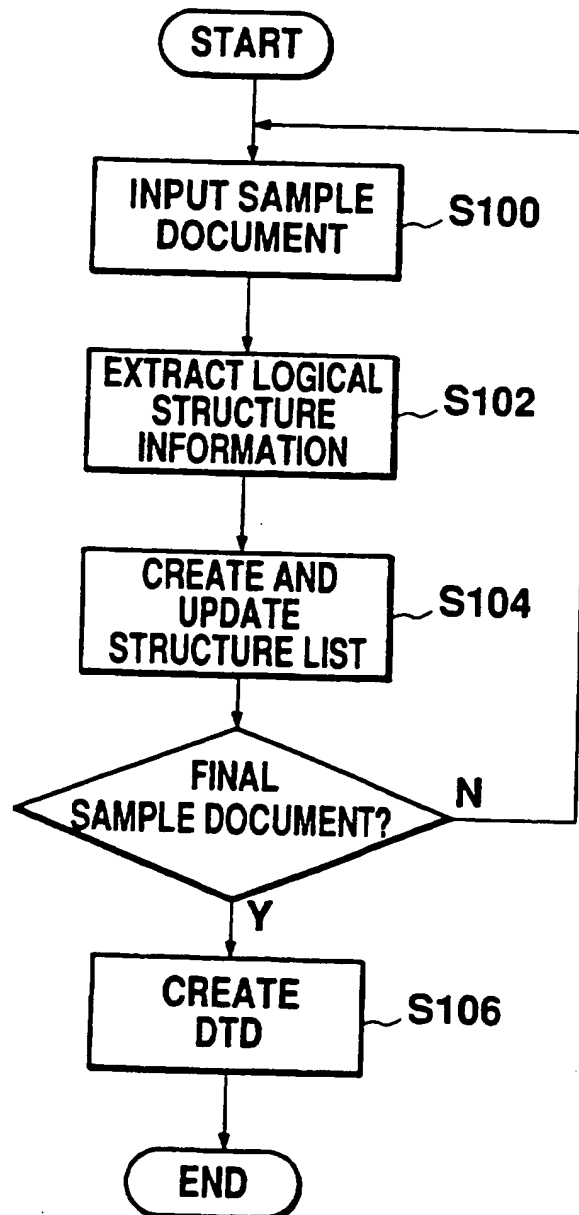 START
INPUT SAMPLE
DOCUMENT
S100
EXTRACT LOGICAL
STRUCTURE
INFORMATION
S102
CREATE AND
UPDATE
STRUCTURE LIST
S104
FINAL
SAMPLE DOCUMENT?
N
Y
CREATE
DTD
S106
END